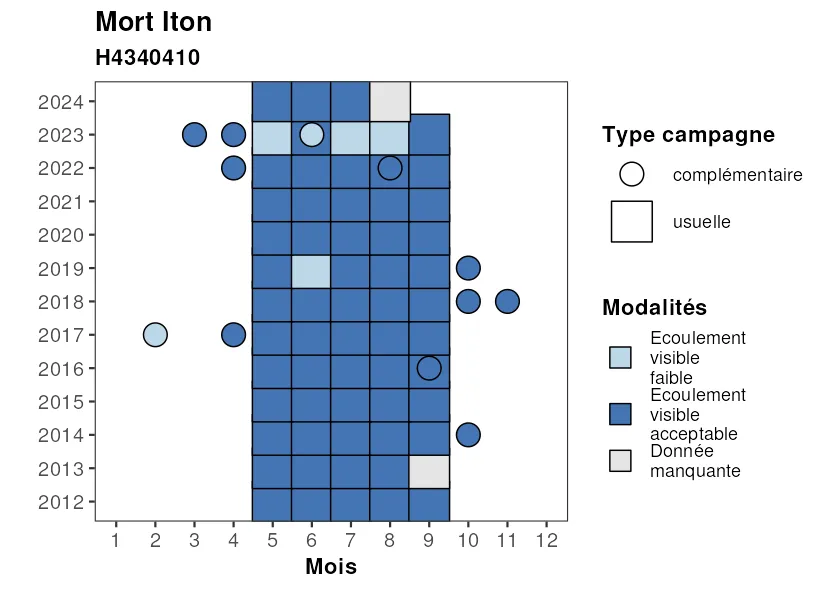 Mort Iton
H4340410
2024
2023
2022
2021
2020
2019
2018
2017
2016
2015
2014
2013
2012
1 2 3 4 5 6 7 8 9 10 11 12
Mois
Type campagne
complémentaire
usuelle
Modalités
Ecoulement
visible
faible
Ecoulement
visible
acceptable
Donnée
manquante